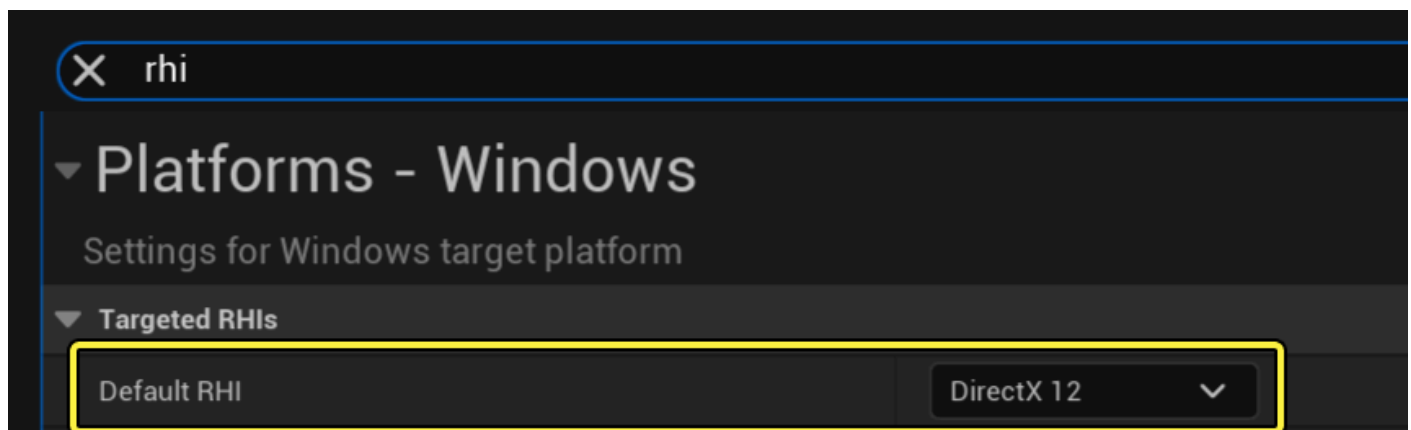 rhi
Platforms - Windows
Settings for Windows target platform
Targeted RHIs
Default RHI DirectX 12